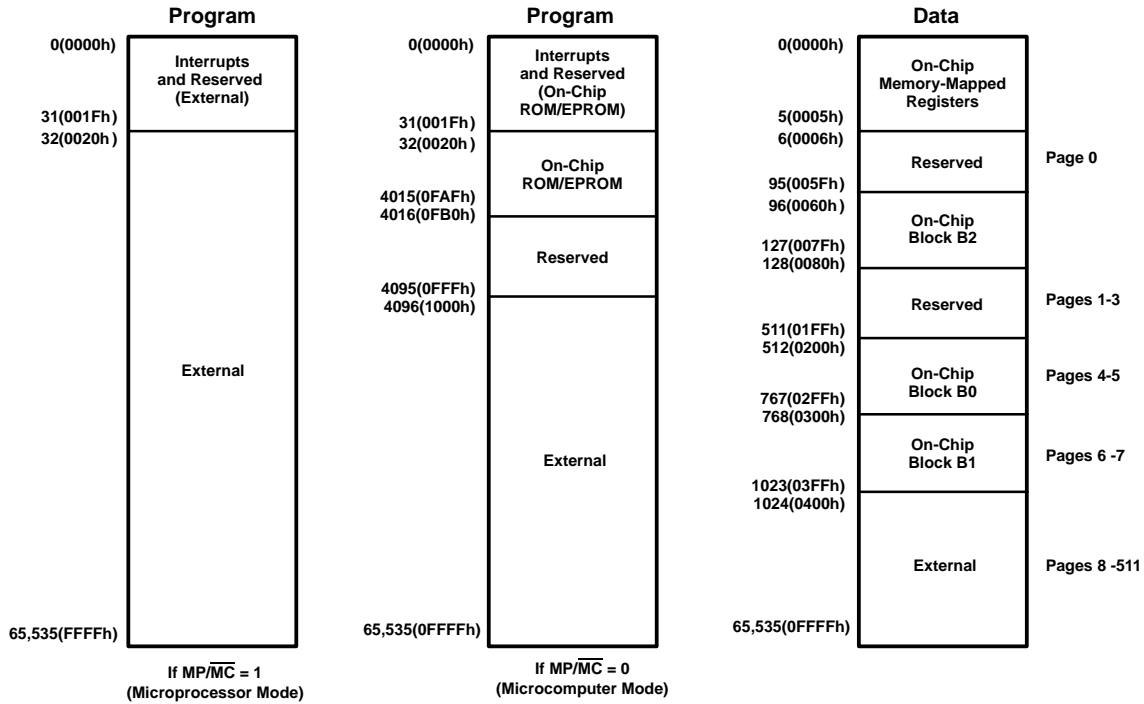 Program
0(0000h)
Interrupts
and Reserved
(External)
31(001Fh)
32(0020h)
External
65,535(FFFFh)
If MP/M̅C̅ = 1
(Microprocessor Mode)
Program
0(0000h)
Interrupts
and Reserved
(On-Chip
ROM/EPROM)
31(001Fh)
32(0020h)
On-Chip
ROM/EPROM
4015(0FAFh)
4016(0FB0h)
Reserved
4095(0FFFh)
4096(1000h)
External
65,535(0FFFFh)
If MP/M̅C̅ = 0
(Microcomputer Mode)
Data
0(0000h)
On-Chip
Memory-Mapped
Registers
5(0005h)
6(0006h)
Reserved
Page 0
95(005Fh)
96(0060h)
On-Chip
Block B2
127(007Fh)
128(0080h)
Reserved
Pages 1-3
511(01FFh)
512(0200h)
On-Chip
Block B0
Pages 4-5
767(02FFh)
768(0300h)
On-Chip
Block B1
Pages 6 -7
1023(03FFh)
1024(0400h)
External
Pages 8 -511
65,535(0FFFFh)